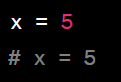 x = 5
# x = 5